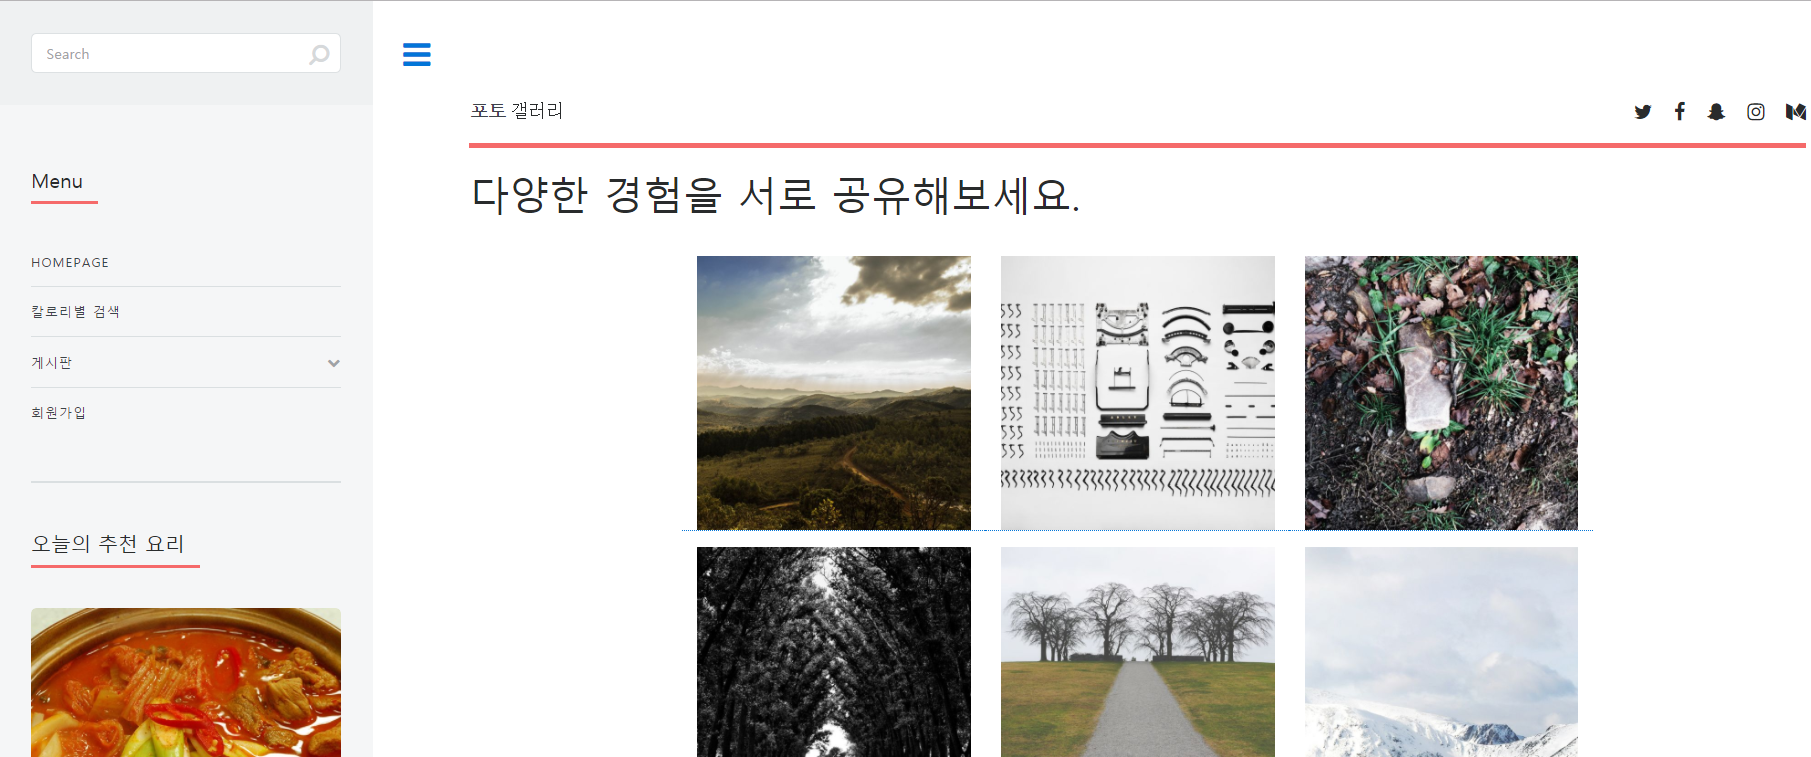 Search
Menu
HOMEPAGE
칼로리별 검색
게시판
회원가입
오늘의 추천 요리
포토 갤러리
다양한 경험을 서로 공유해보세요.